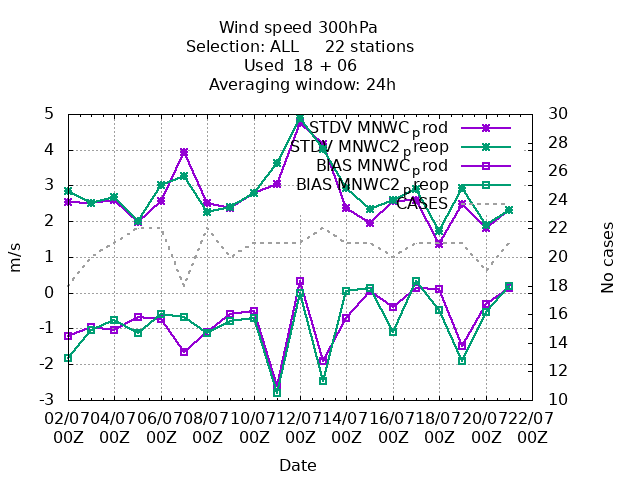 Wind speed 300hPa
Selection: ALL 22 stations
Used 18 + 06
Averaging window: 24h
STDV MNWC_prod
STDV MNWC2_preop
BIAS MNWC_prod
BIAS MNWC2_preop
CASES
5
4
3
2
1
0
-1
-2
-3
m/s
30
28
26
24
22
20
18
16
14
12
10
No cases
02/07 04/07 06/07 08/07 10/07 12/07 14/07 16/07 18/07 20/07 22/07
00Z 00Z 00Z 00Z 00Z 00Z 00Z 00Z 00Z 00Z 00Z
Date